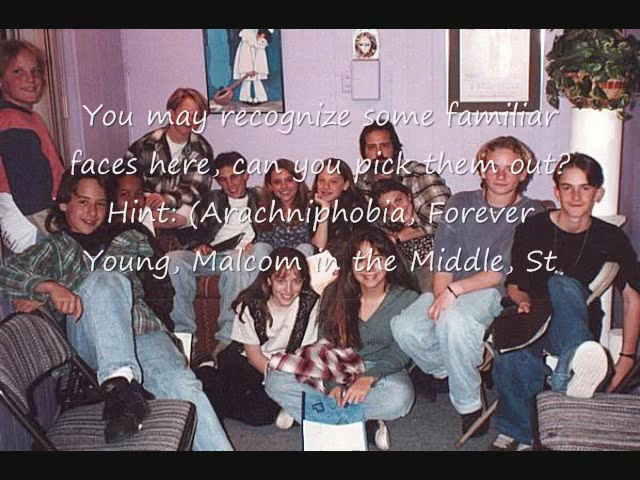 You may recognize some familiar
faces here, can you pick them out?
Hint: (Arachniphobia, Forever
Young, Malcom in the Middle, St